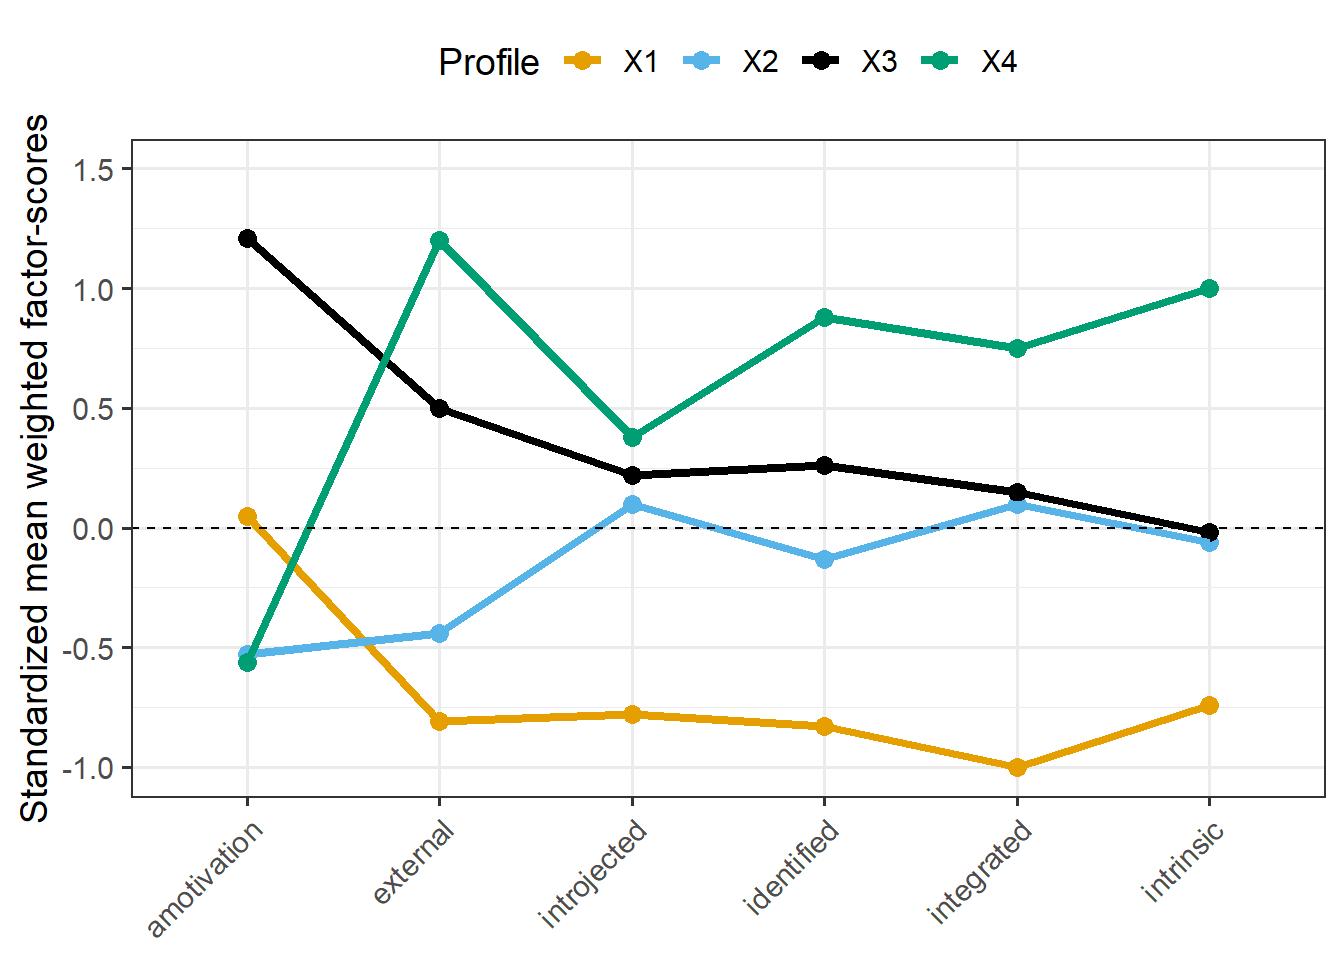 Profile X1 X2 X3 X4
Standardized mean weighted factor-scores
1.5
1.0
0.5
0.0
-0.5
-1.0
amotivation
external
introjected
identified
integrated
intrinsic